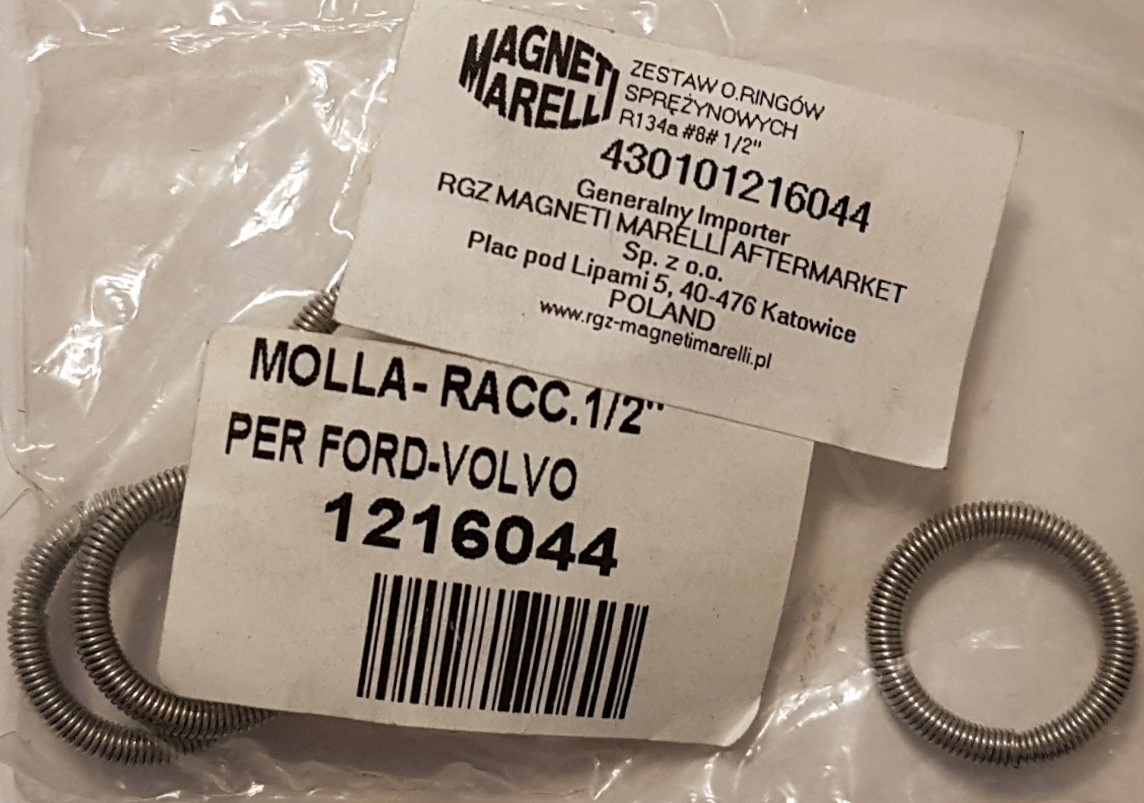 MAGNETI
MARELLI
ZESTAW O.RINGÓW
SPRĘŻYNOWYCH
R134a #8# 1/2"
430101216044
Generalny Importer
RGZ MAGNETI MARELLI AFTERMARKET
Sp. z o.o.
Plac pod Lipami 5, 40-476 Katowice
POLAND
www.rgz-magnetimarelli.pl
MOLLA- RACC.1/2"
PER FORD-VOLVO
1216044